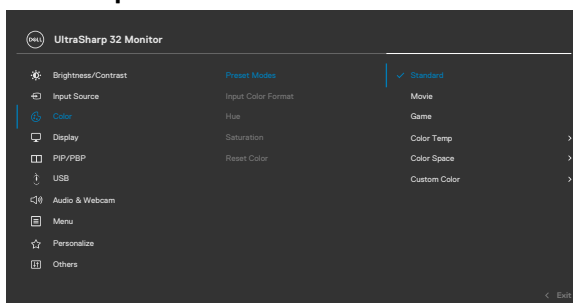 DELL UltraSharp 32 Monitor
Brightness/Contrast Preset Modes ✓ Standard
Input Source Input Color Format Movie
Color Hue Game
Display Saturation Color Temp >
PIP/PBP Reset Color Color Space >
USB Custom Color >
Audio & Webcam
Menu
Personalize
Others
< Exit